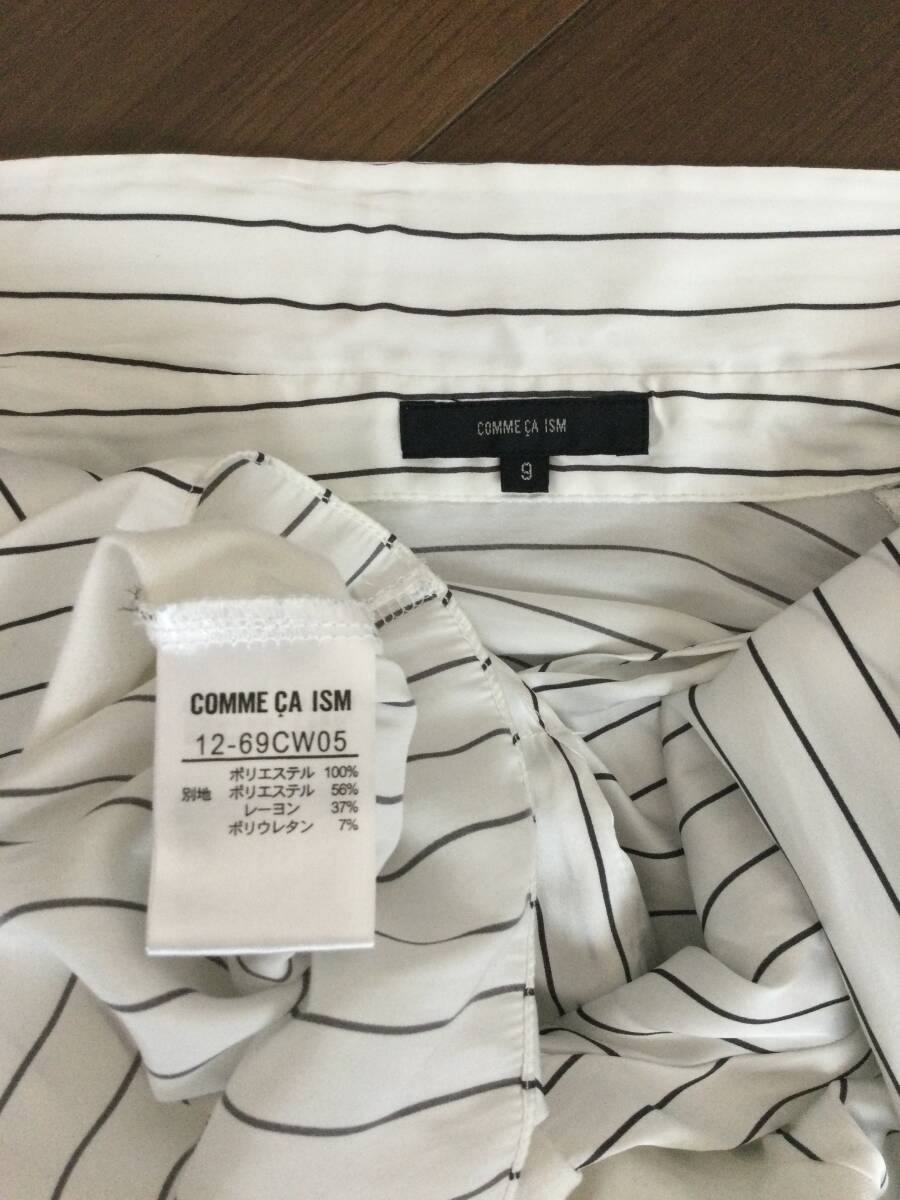 COMME ÇA ISM
9
COMME ÇA ISM
12-69CW05
ポリエステル 100%
別地 ポリエステル 56%
レーヨン 37%
ポリウレタン 7%